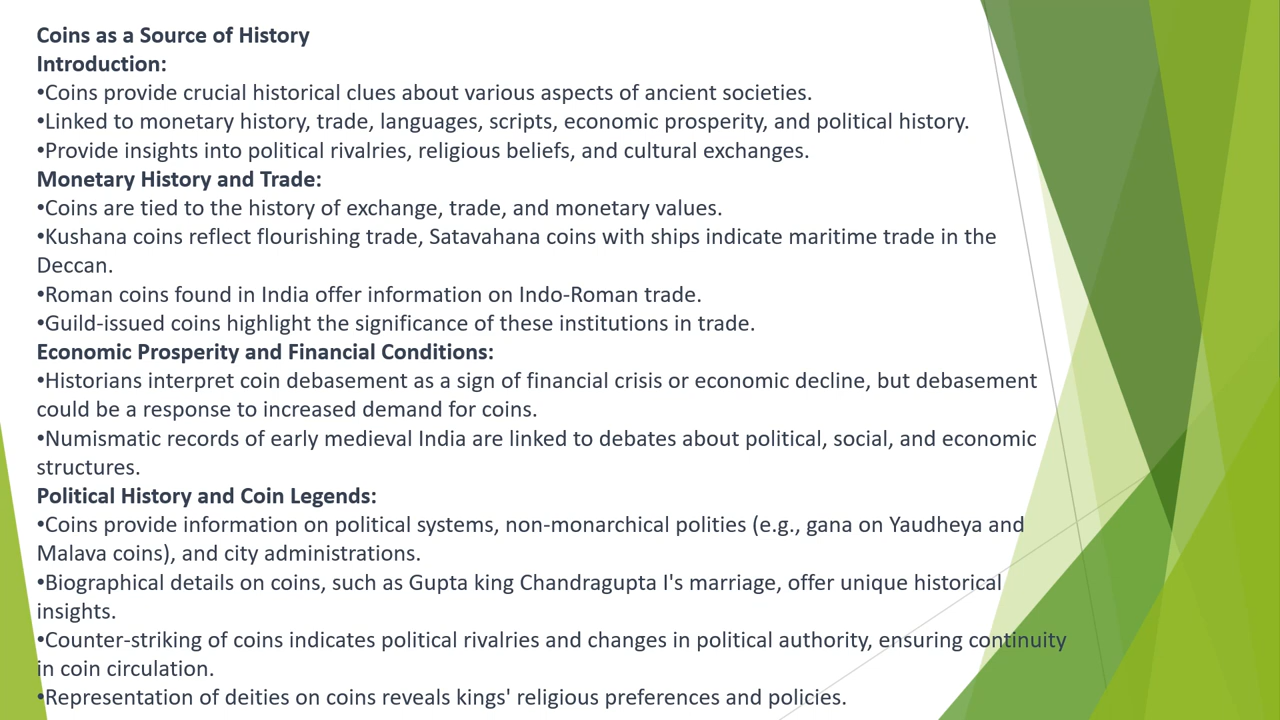 Coins as a Source of History
Introduction:
•Coins provide crucial historical clues about various aspects of ancient societies.
•Linked to monetary history, trade, languages, scripts, economic prosperity, and political history.
•Provide insights into political rivalries, religious beliefs, and cultural exchanges.
Monetary History and Trade:
•Coins are tied to the history of exchange, trade, and monetary values.
•Kushana coins reflect flourishing trade, Satavahana coins with ships indicate maritime trade in the
Deccan.
•Roman coins found in India offer information on Indo-Roman trade.
•Guild-issued coins highlight the significance of these institutions in trade.
Economic Prosperity and Financial Conditions:
•Historians interpret coin debasement as a sign of financial crisis or economic decline, but debasement
could be a response to increased demand for coins.
•Numismatic records of early medieval India are linked to debates about political, social, and economic
structures.
Political History and Coin Legends:
•Coins provide information on political systems, non-monarchical polities (e.g., gana on Yaudheya and
Malava coins), and city administrations.
•Biographical details on coins, such as Gupta king Chandragupta I's marriage, offer unique historical
insights.
•Counter-striking of coins indicates political rivalries and changes in political authority, ensuring continuity
in coin circulation.
•Representation of deities on coins reveals kings' religious preferences and policies.